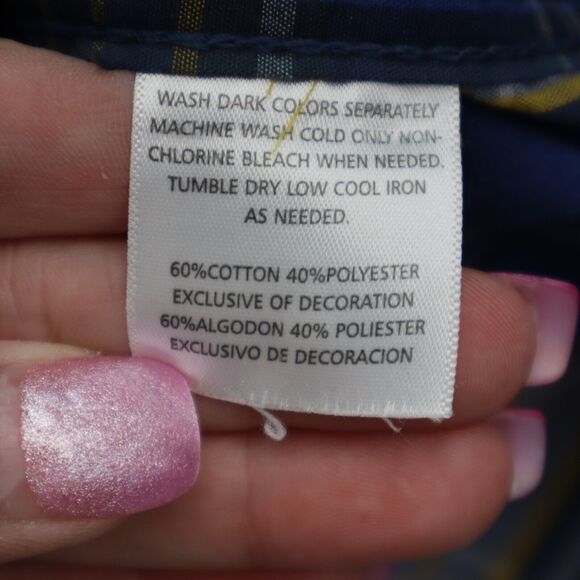 WASH DARK COLORS SEPARATELY
MACHINE WASH COLD ONLY NON-
CHLORINE BLEACH WHEN NEEDED.
TUMBLE DRY LOW COOL IRON
AS NEEDED.
60%COTTON 40%POLYESTER
EXCLUSIVE OF DECORATION
60%ALGODON 40% POLIESTER
EXCLUSIVO DE DECORACION